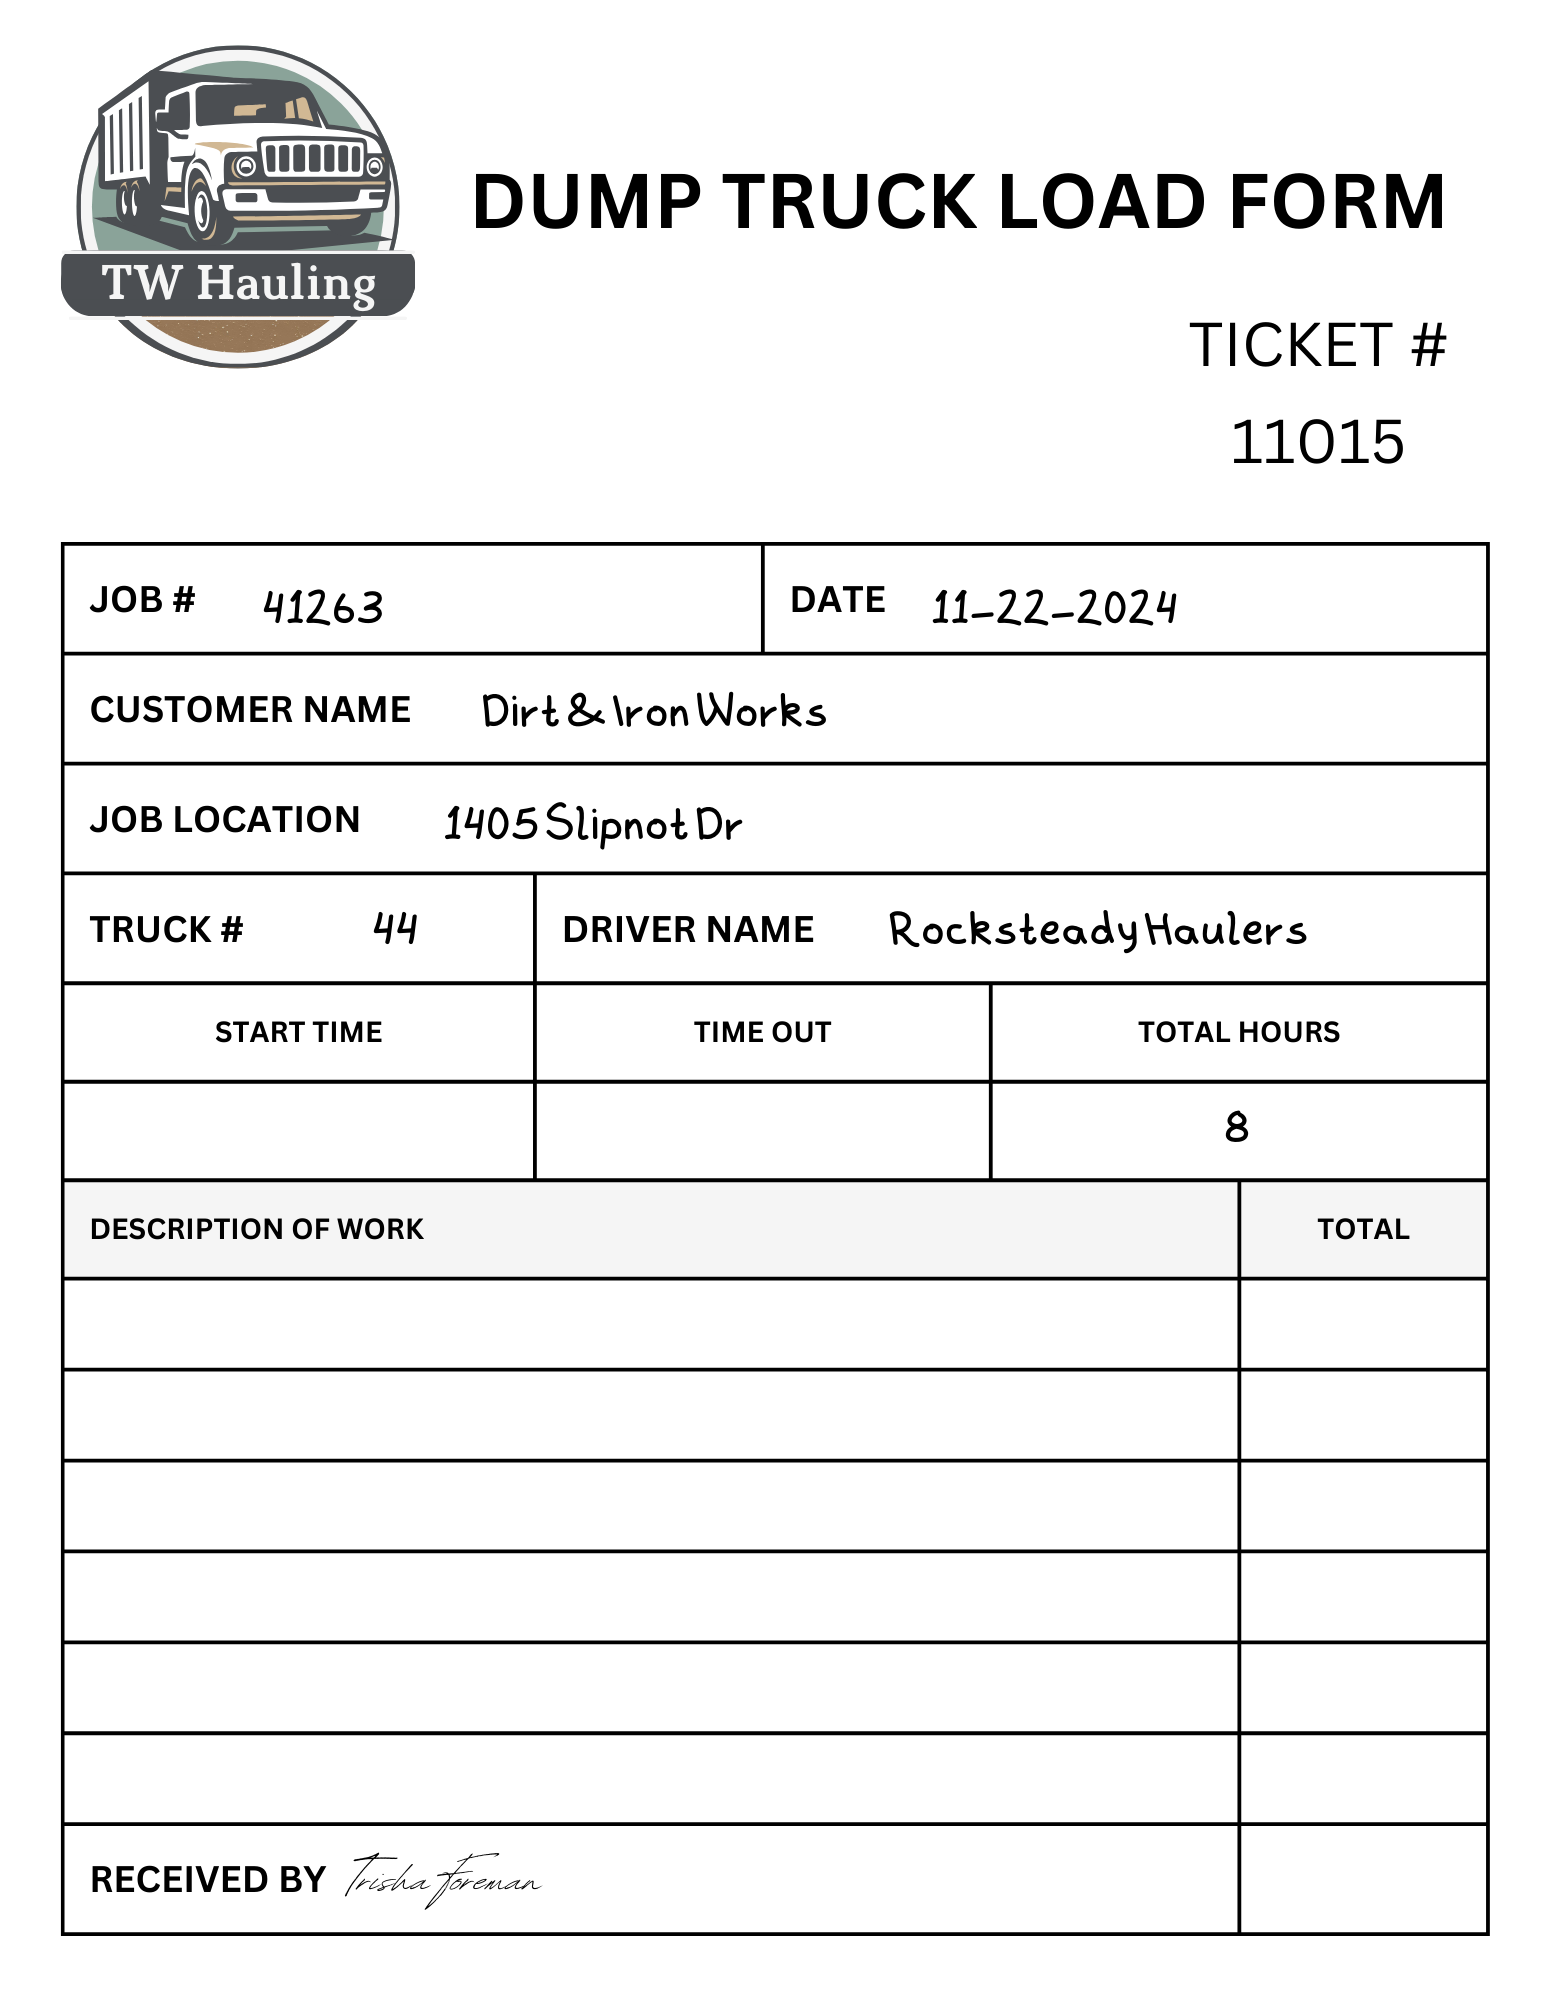 TW Hauling
DUMP TRUCK LOAD FORM
TICKET #
11015
JOB # 41263 DATE 11-22-2024
CUSTOMER NAME Dirt & Iron Works
JOB LOCATION 1405 Slipnot Dr
TRUCK # 44 DRIVER NAME Rocksteady Haulers
START TIME TIME OUT TOTAL HOURS
8
DESCRIPTION OF WORK TOTAL
RECEIVED BY Trisha Foreman